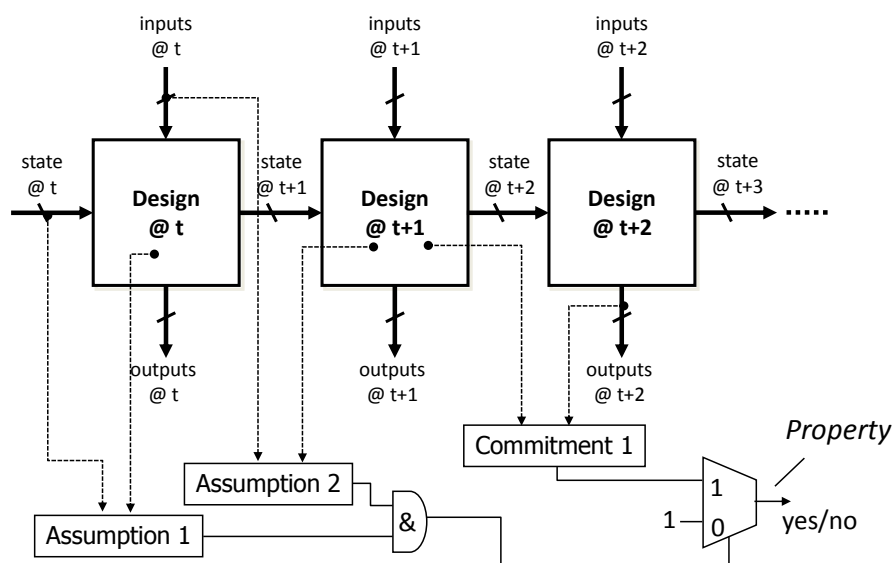 inputs
@ t
inputs
@ t+1
inputs
@ t+2
state
@ t
Design
@ t
state
@ t+1
Design
@ t+1
state
@ t+2
Design
@ t+2
state
@ t+3
outputs
@ t
outputs
@ t+1
outputs
@ t+2
Property
Commitment 1
Assumption 2
1
yes/no
&
1
0
Assumption 1